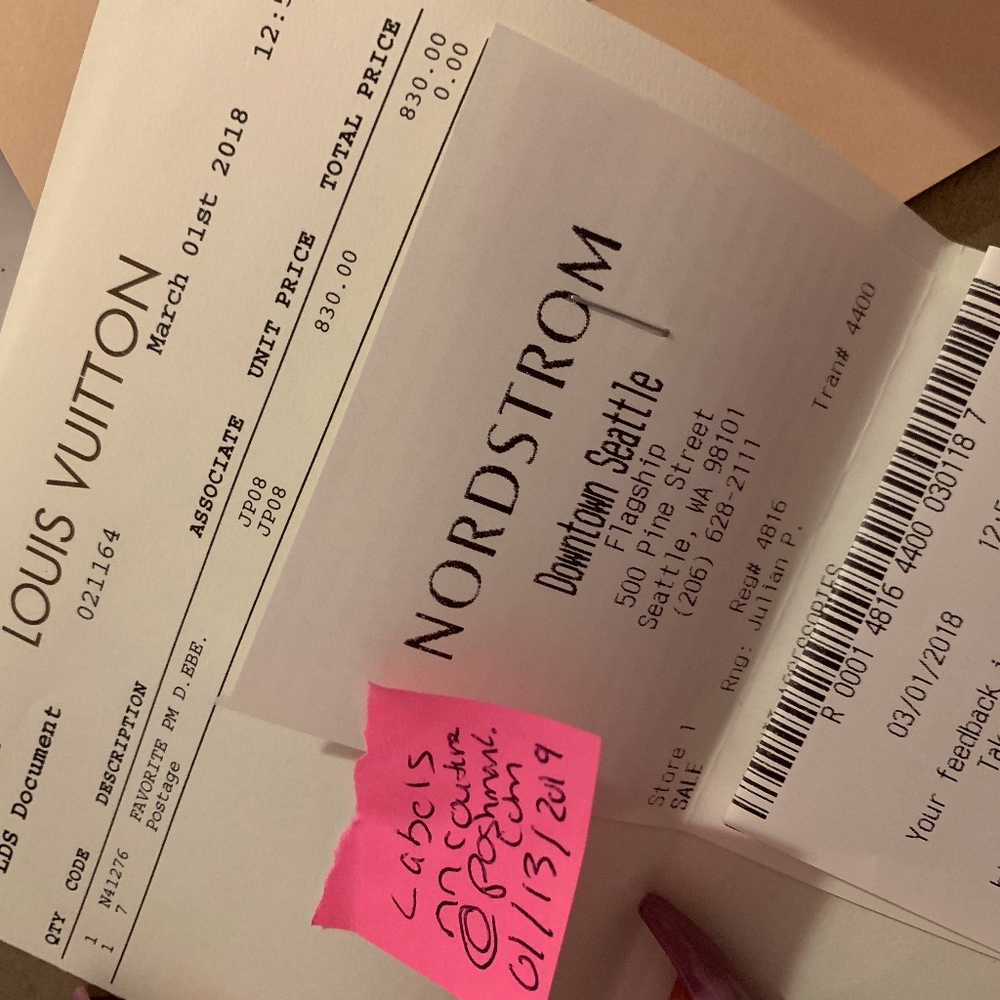 LOUIS VUITTON
LDS Document 021164 March 01st 2018
QTY CODE DESCRIPTION ASSOCIATE UNIT PRICE TOTAL PRICE
1 N41276 FAVORITE PM D.EBE. JP08 830.00 830.00
1 7 Postage JP08 0.00
NORDSTROM
Downtown Seattle
Flagship
500 Pine Street
Seattle, WA 98101
(206) 628-2111
Store 1 Reg# 4816 Tran# 4400
SALE Rng: Julian P.
R 0001 4816 4400 030118 7
03/01/2018
Your feedback
Labels
in couture
@Poshmark.
com
01/13/2019